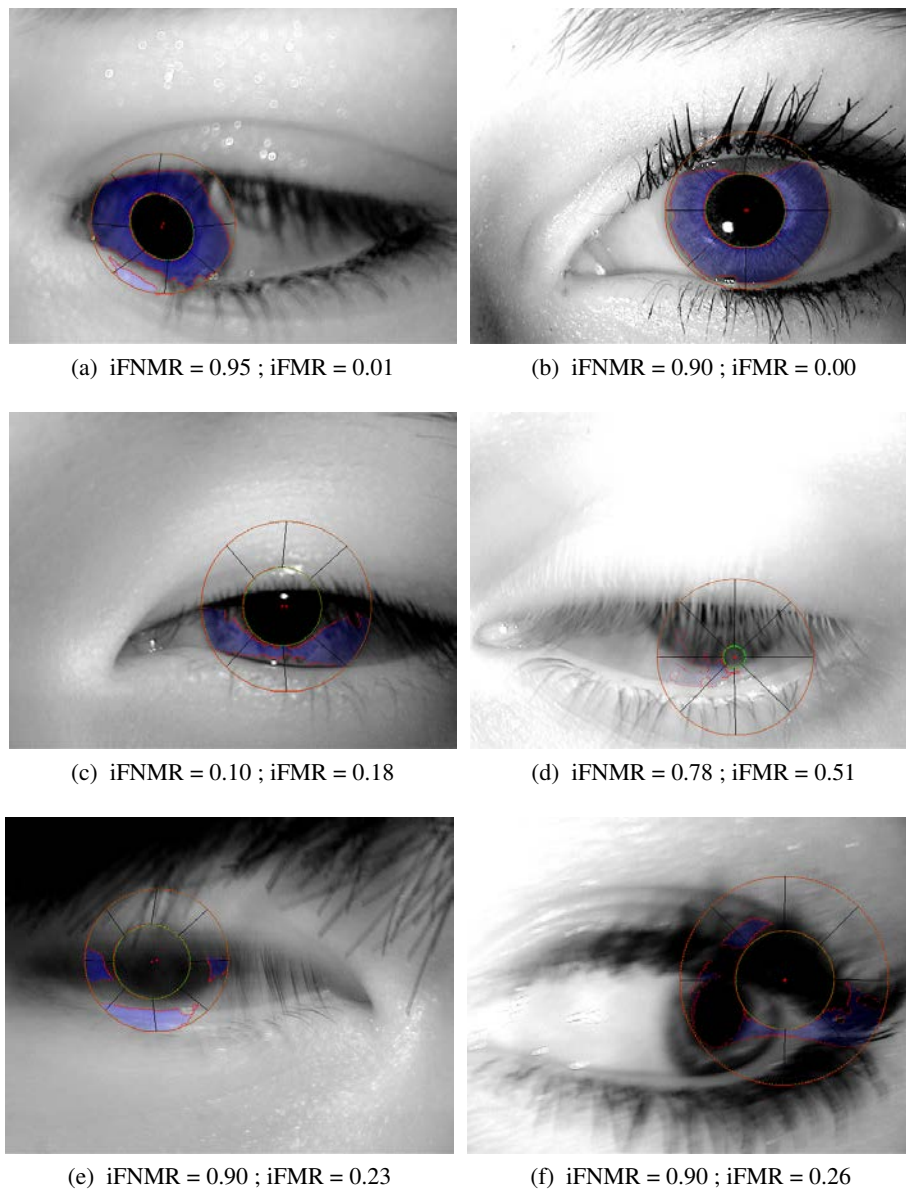 (a) iFNMR = 0.95 ; iFMR = 0.01
(b) iFNMR = 0.90 ; iFMR = 0.00
(c) iFNMR = 0.10 ; iFMR = 0.18
(d) iFNMR = 0.78 ; iFMR = 0.51
(e) iFNMR = 0.90 ; iFMR = 0.23
(f) iFNMR = 0.90 ; iFMR = 0.26